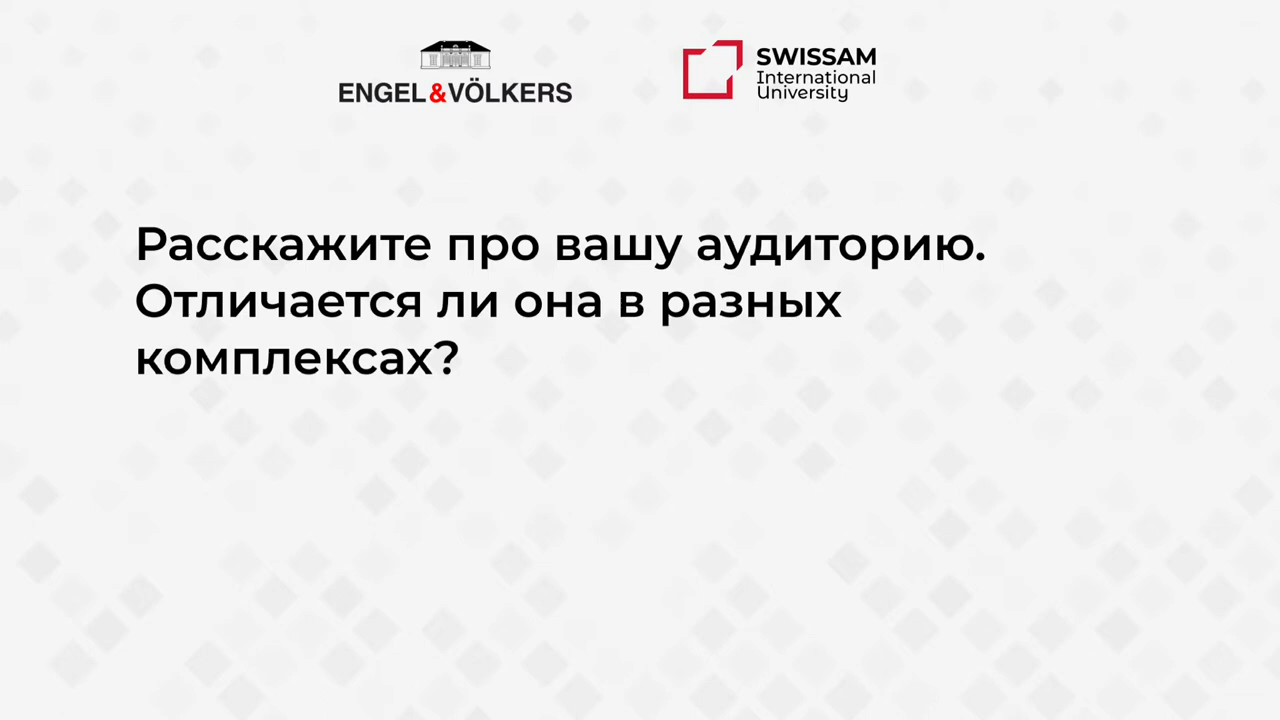 ENGEL&VÖLKERS
SWISSAM
International
University
Расскажите про вашу аудиторию.
Отличается ли она в разных
комплексах?